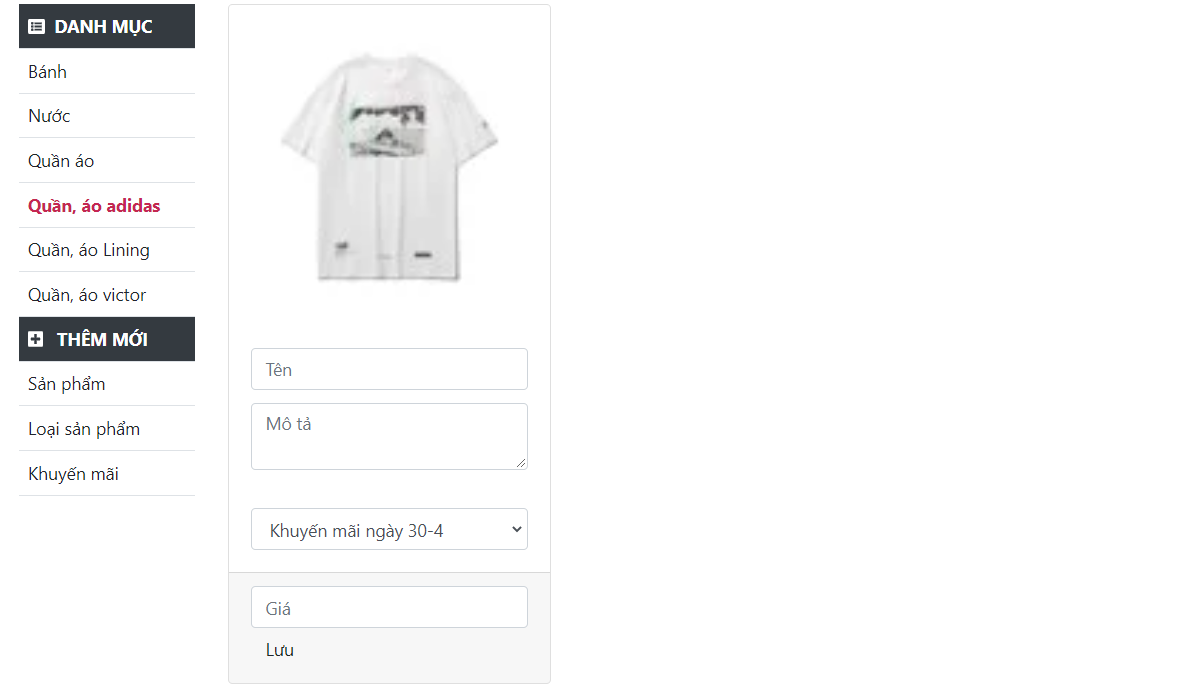 DANH MỤC
Bánh
Nước
Quần áo
Quần, áo adidas
Quần, áo Lining
Quần, áo victor
THÊM MỚI
Sản phẩm
Loại sản phẩm
Khuyến mãi
Tên
Mô tả
Khuyến mãi ngày 30-4
Giá
Lưu